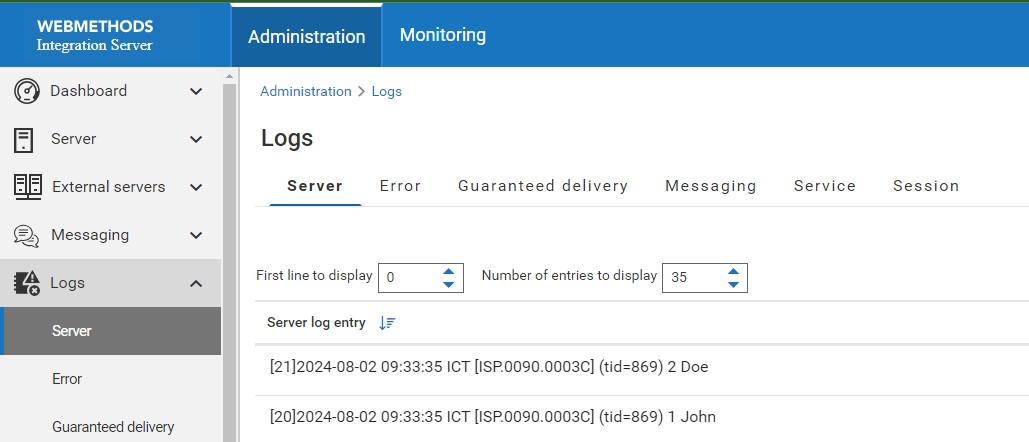 WEBMETHODS
Integration Server
Administration
Monitoring
Dashboard
Server
External servers
Messaging
Logs
Server
Error
Guaranteed delivery
Administration > Logs
Logs
Server Error Guaranteed delivery Messaging Service Session
First line to display 0 Number of entries to display 35
Server log entry
[21]2024-08-02 09:33:35 ICT [ISP.0090.0003C] (tid=869) 2 Doe
[20]2024-08-02 09:33:35 ICT [ISP.0090.0003C] (tid=869) 1 John